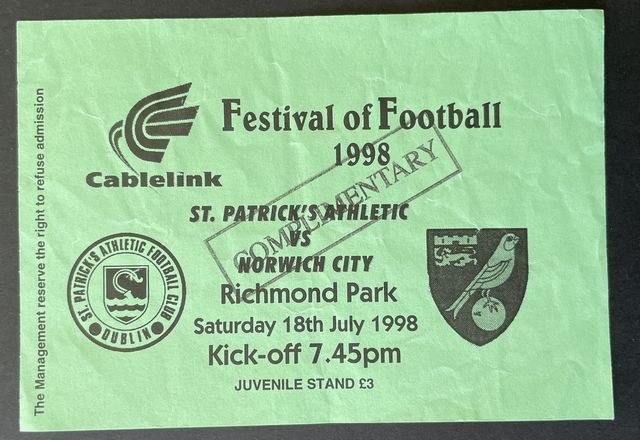 The Management reserve the right to refuse admission
Cablelink
Festival of Football
1998
COMPLIMENTARY
ST. PATRICK'S ATHLETIC
VS
NORWICH CITY
Richmond Park
Saturday 18th July 1998
Kick-off 7.45pm
JUVENILE STAND £3
ST. PATRICK'S ATHLETIC FOOTBALL CLUB
DUBLIN